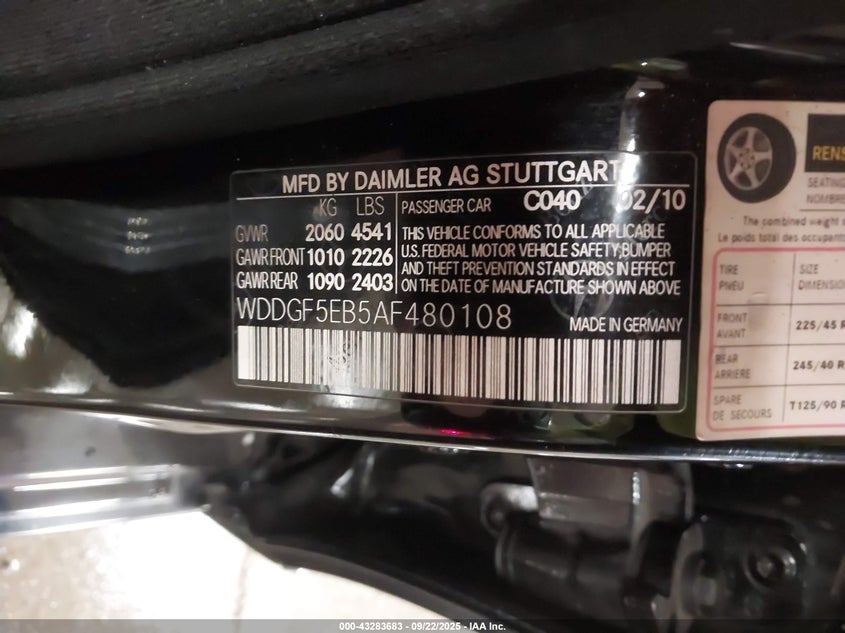 MFD BY DAIMLER AG STUTTGART
KG LBS
GVWR 2060 4541
GAWR FRONT 1010 2226
GAWR REAR 1090 2403
PASSENGER CAR C040 02/10
THIS VEHICLE CONFORMS TO ALL APPLICABLE
U.S. FEDERAL MOTOR VEHICLE SAFETY,BUMPER
AND THEFT PREVENTION STANDARDS IN EFFECT
ON THE DATE OF MANUFACTURE SHOWN ABOVE
WDDGF5EB5AF480108
MADE IN GERMANY
SEATING
NOMBRE
The combined weight
Le poids total des
TIRE SIZE
PNEU DIMENSION
FRONT
AVANT
225/45 R
REAR
ARRIERE
245/40 R
SPARE
DE SECOURS
T125/90 R
000-43283683 - 09/22/2025 - IAA Inc.